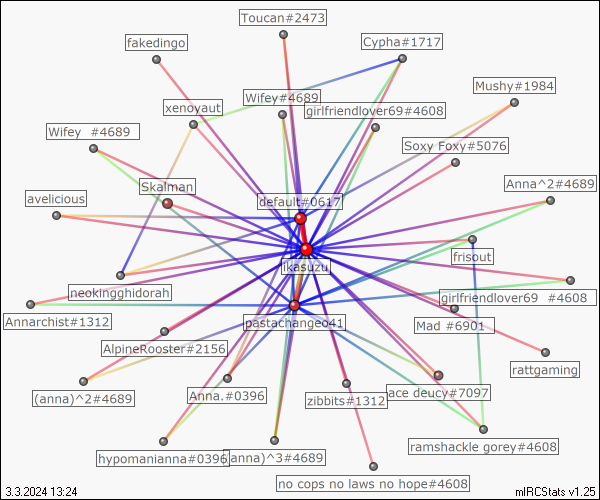 Toucan#2473
fakedingo
Cypha#1717
Mushy#1984
Wifey#4689
xenoyaut
girlfriendlover69#4608
Wifey  #4689
Soxy Foxy#5076
Skalman
Anna^2#4689
avelicious
default#0617
frisout
ikasuzu
neokingghidorah
girlfriendlover69  #4608
Annarchist#1312
pastachangeo41
Mad #6901
AlpineRooster#2156
rattgaming
(anna)^2#4689
Anna.#0396
zibbits#1312
ace deucy#7097
ramshackle gorey#4608
hypomanianna#0396
(anna)^3#4689
no cops no laws no hope#4608
3.3.2024 13:24
mIRCStats v1.25